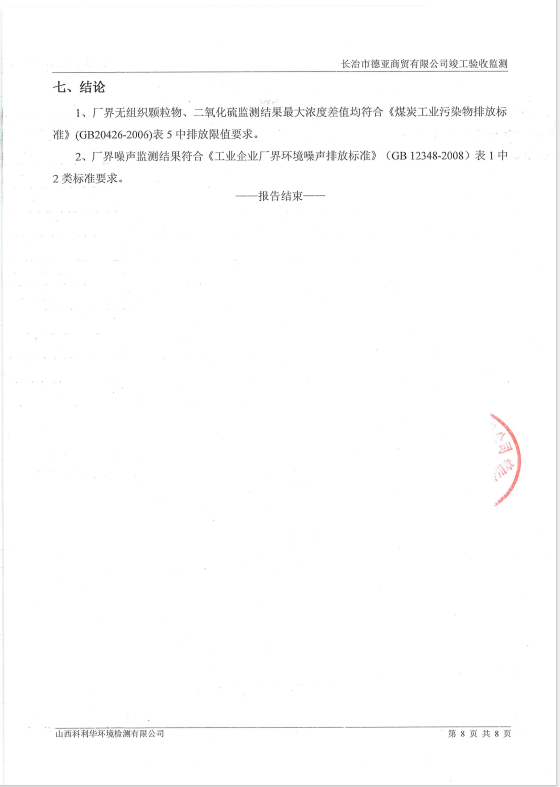 长治市德亚商贸有限公司竣工验收监测
七、结论
1、厂界无组织颗粒物、二氧化硫监测结果最大浓度差值均符合《煤炭工业污染物排放标
准》(GB20426-2006)表 5 中排放限值要求。
2、厂界噪声监测结果符合《工业企业厂界环境噪声排放标准》（GB 12348-2008）表 1 中
2 类标准要求。
——报告结束——
公司
山西科利华环境检测有限公司
第 8 页 共 8 页